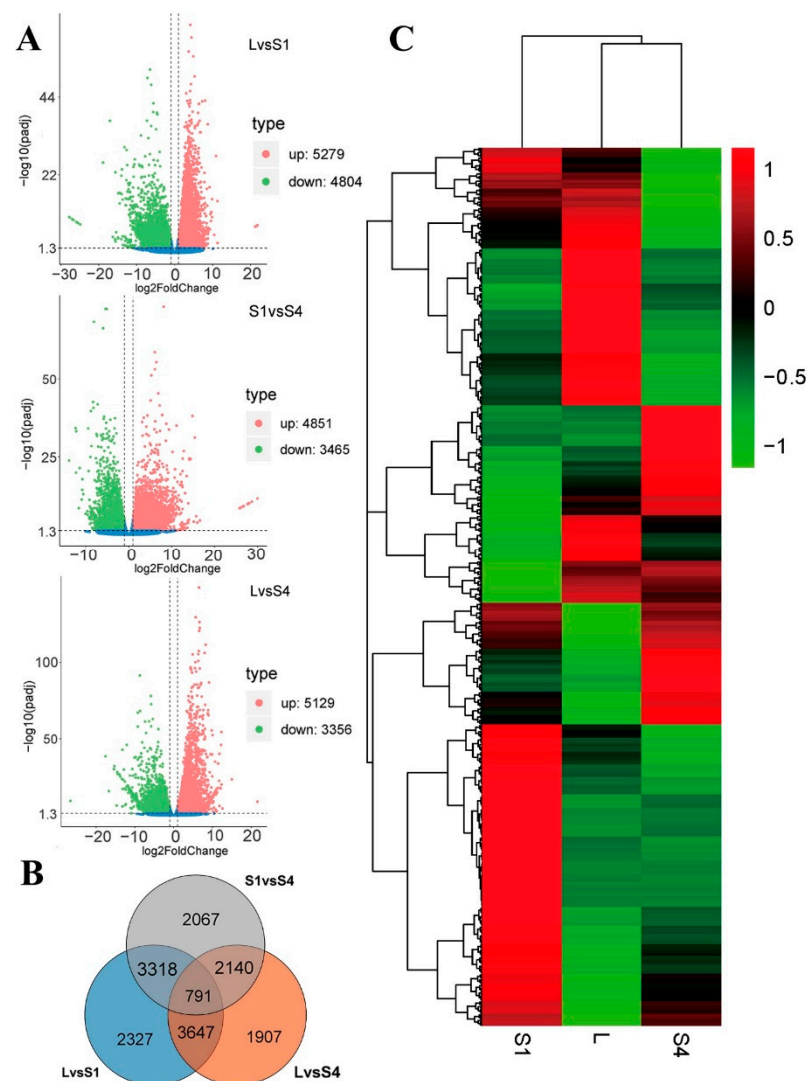 A
LvsS1
44
22
1.3
-log10(padj)
type
up: 5279
down: 4804
-30 -20 -10 0 10 20
log2FoldChange
S1vsS4
50
25
1.3
-log10(padj)
type
up: 4851
down: 3465
-10 0 10 20 30
log2FoldChange
LvsS4
100
50
1.3
-log10(padj)
type
up: 5129
down: 3356
-20 -10 0 10 20
log2FoldChange
B
S1vsS4
2067
3318
2140
791
2327
3647
1907
LvsS1
LvsS4
C
1
0.5
0
-0.5
-1
S1
L
S4